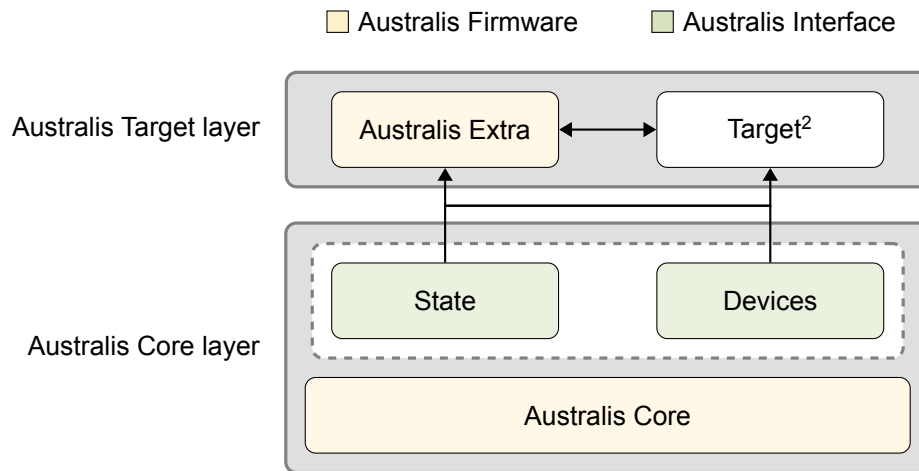 Australis Firmware
Australis Interface
Australis Target layer
Australis Extra
Target²
State
Devices
Australis Core layer
Australis Core